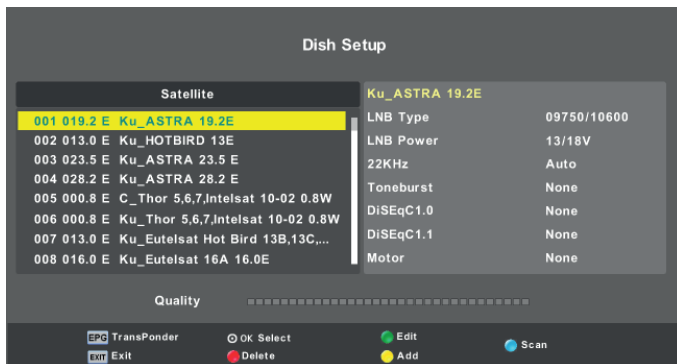 Dish Setup
Satellite
001 019.2 E Ku_ASTRA 19.2E
002 013.0 E Ku_HOTBIRD 13E
003 023.5 E Ku_ASTRA 23.5 E
004 028.2 E Ku_ASTRA 28.2 E
005 000.8 E C_Thor 5,6,7,Intelsat 10-02 0.8W
006 000.8 E Ku_Thor 5,6,7,Intelsat 10-02 0.8W
007 013.0 E Ku_Eutelsat Hot Bird 13B,13C,...
008 016.0 E Ku_Eutelsat 16A 16.0E
Ku_ASTRA 19.2E
LNB Type 09750/10600
LNB Power 13/18V
22KHz Auto
Toneburst None
DiSEqC1.0 None
DiSEqC1.1 None
Motor None
Quality
EPG TransPonder OK Select Edit Scan
EXIT Exit Delete Add